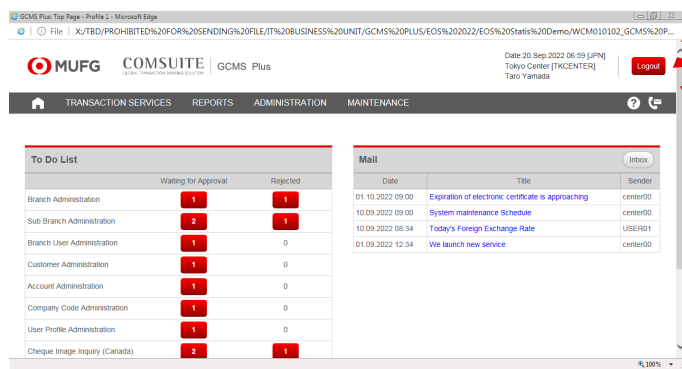 GCMS Plus: Top Page - Profile 1 - Microsoft Edge
File | X:/TBD/PROHIBITED%20FOR%20SENDING%20FILE/IT%20BUSINESS%20UNIT/GCMS%20PLUS/EOS%202022/EOS%20Statis%20Demo/WCM010102_GCMS%20P...
MUFG COMSUITE GCMS Plus
GLOBAL TRANSACTION BANKING SOLUTION
Date:20.Sep.2022 06:59 [JPN]
Tokyo Center [TKCENTER]
Taro Yamada
Logout
TRANSACTION SERVICES REPORTS ADMINISTRATION MAINTENANCE ?
To Do List
Waiting for Approval Rejected
Branch Administration 1 1
Sub Branch Administration 2 1
Branch User Administration 1 0
Customer Administration 1 0
Account Administration 1 0
Company Code Administration 1 0
User Profile Administration 1 0
Cheque Image Inquiry (Canada) 2 1
Mail Inbox
Date Title Sender
01.10.2022 09:00 Expiration of electronic certificate is approaching center00
10.09.2022 09:00 System maintenance Schedule center00
10.09.2022 08:34 Today's Foreign Exchange Rate USER01
01.09.2022 12:34 We launch new service center00
100%